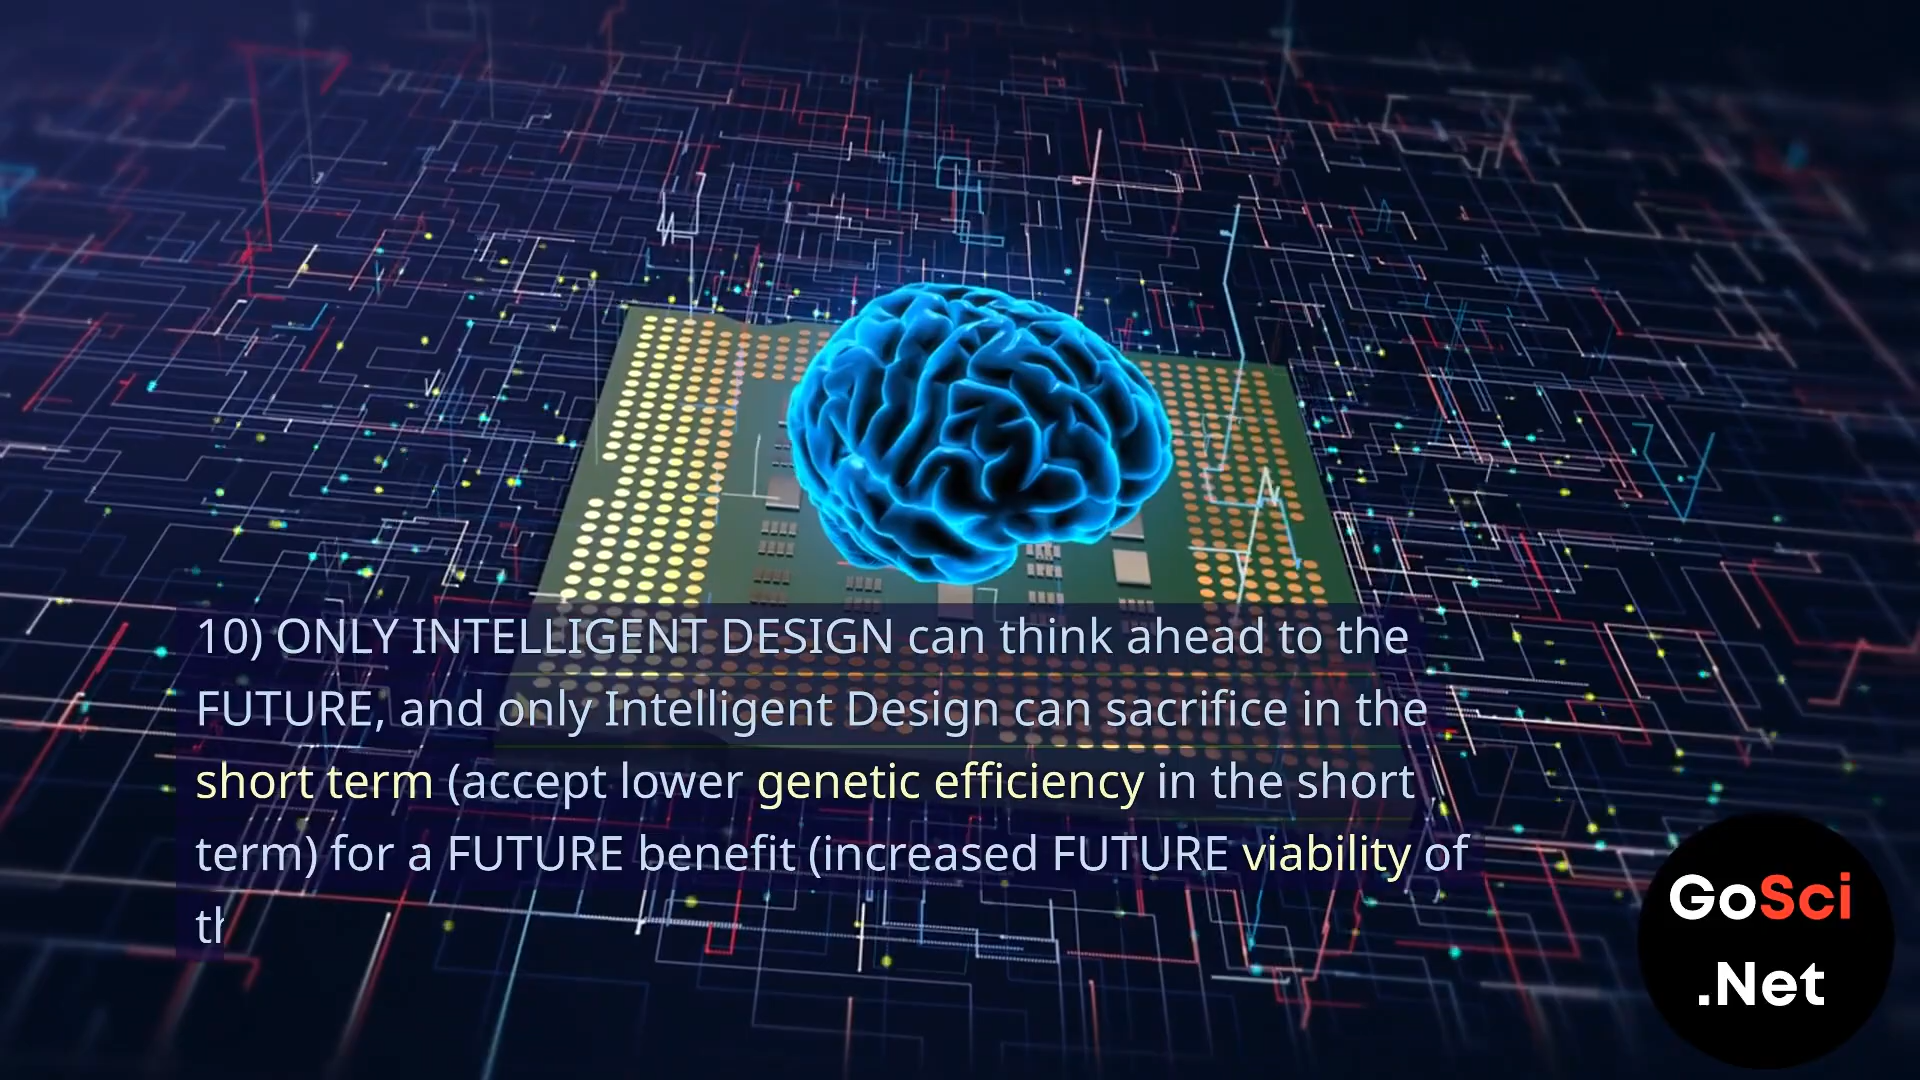 10) ONLY INTELLIGENT DESIGN can think ahead to the
FUTURE, and only Intelligent Design can sacrifice in the
short term (accept lower genetic efficiency in the short
term) for a FUTURE benefit (increased FUTURE viability of
GoSci
.Net